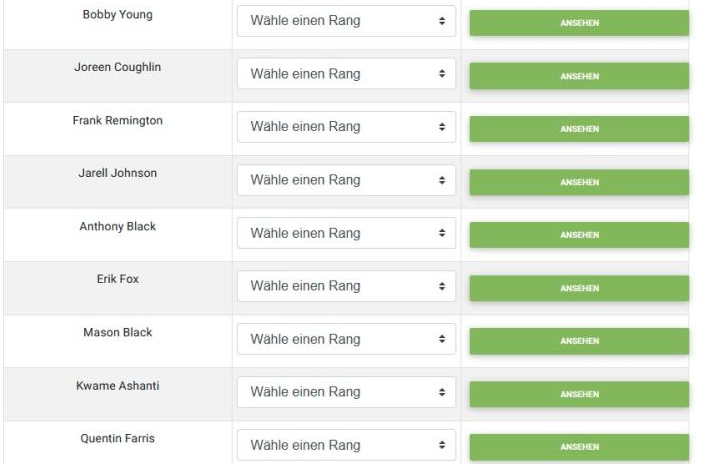 Bobby Young Wähle einen Rang ANSEHEN
Joreen Coughlin Wähle einen Rang ANSEHEN
Frank Remington Wähle einen Rang ANSEHEN
Jarell Johnson Wähle einen Rang ANSEHEN
Anthony Black Wähle einen Rang ANSEHEN
Erik Fox Wähle einen Rang ANSEHEN
Mason Black Wähle einen Rang ANSEHEN
Kwame Ashanti Wähle einen Rang ANSEHEN
Quentin Farris Wähle einen Rang ANSEHEN